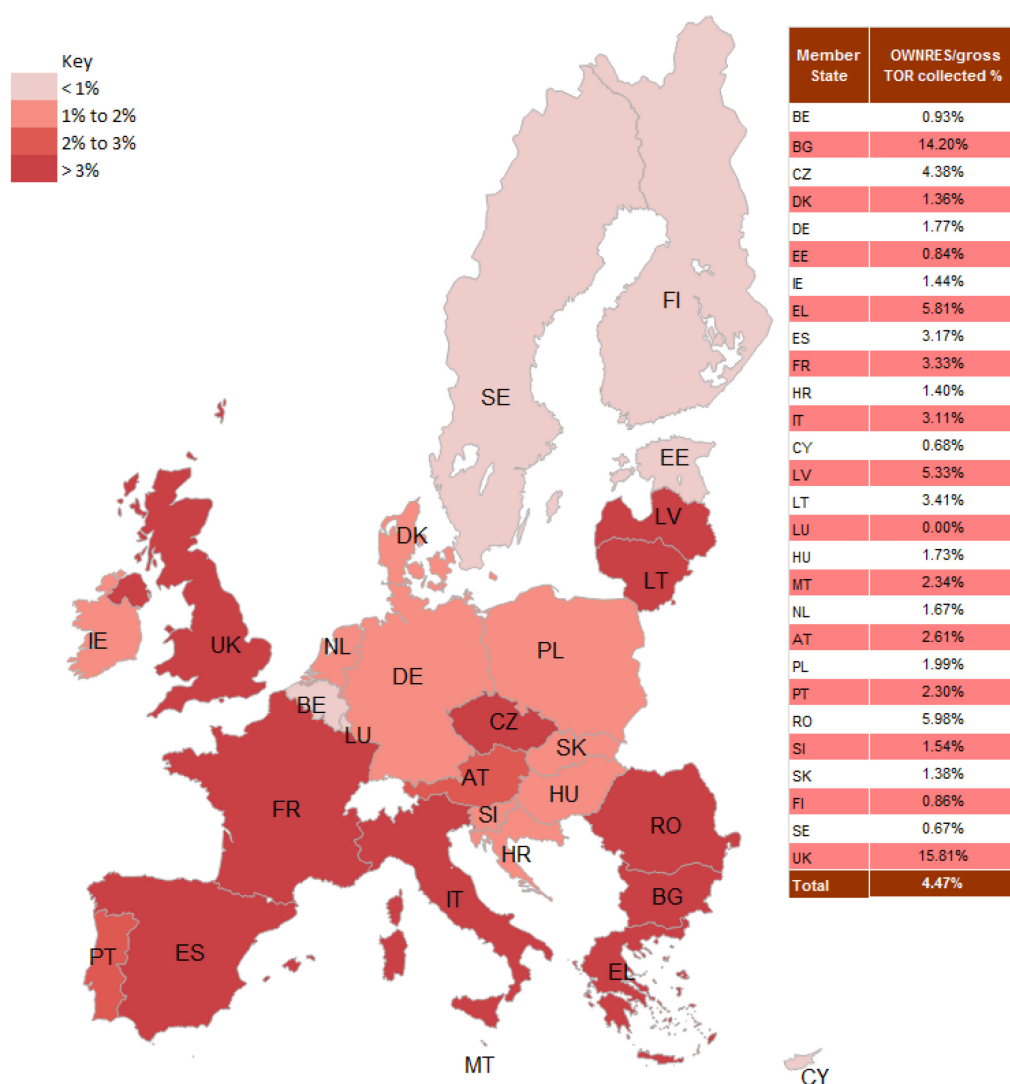 Key
< 1%
1% to 2%
2% to 3%
> 3%
Member State OWNRES/gross TOR collected %
BE 0.93%
BG 14.20%
CZ 4.38%
DK 1.36%
DE 1.77%
EE 0.84%
IE 1.44%
EL 5.81%
ES 3.17%
FR 3.33%
HR 1.40%
IT 3.11%
CY 0.68%
LV 5.33%
LT 3.41%
LU 0.00%
HU 1.73%
MT 2.34%
NL 1.67%
AT 2.61%
PL 1.99%
PT 2.30%
RO 5.98%
SI 1.54%
SK 1.38%
FI 0.86%
SE 0.67%
UK 15.81%
Total 4.47%
FI
SE
EE
LV
DK
LT
IE
UK
NL
PL
DE
BE
LU
CZ
SK
AT
HU
FR
SI
RO
HR
IT
BG
PT
ES
EL
MT
CY